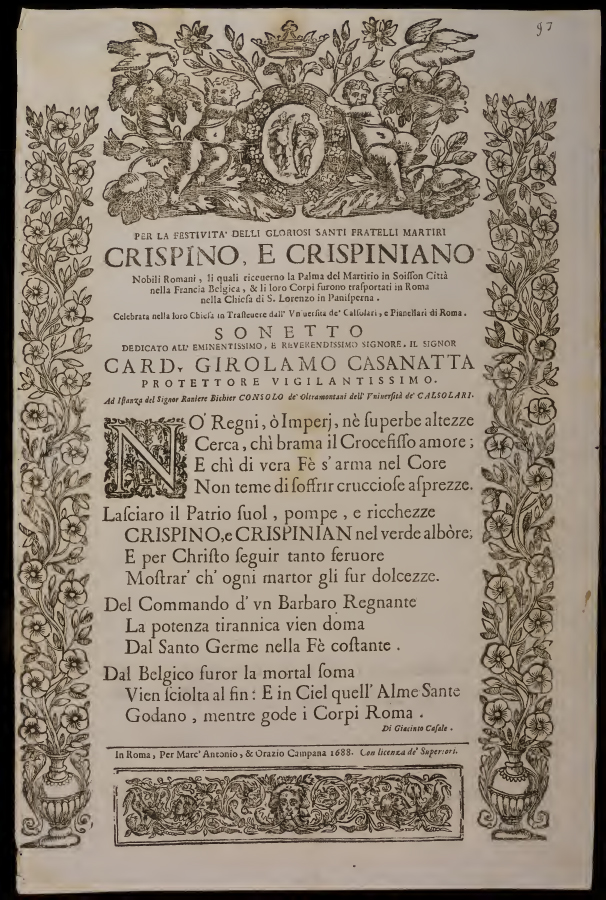 97
PER LA FESTIVITA' DELLI GLORIOSI SANTI FRATELLI MARTIRI
CRISPINO, E CRISPINIANO
Nobili Romani, li quali riceuerno la Palma del Martirio in Soisson Città
nella Francia Belgica, & li loro Corpi furono trasportati in Roma
nella Chiesa di S. Lorenzo in Panisperna.
Celebrata nella loro Chiesa in Trasteuere dall' Vniuersita de' Calsolari, e Pianellari di Roma.
SONETTO
DEDICATO ALL' EMINENTISSIMO, E REVERENDISSIMO SIGNORE. IL SIGNOR
CARD. GIROLAMO CASANATTA
PROTETTORE VIGILANTISSIMO.
Ad Istanza del Signor Raniere Bichier CONSOLO de' Oltramontani dell' Vniuersità de' CALSOLARI.
NO' Regni, ò Imperj, nè superbe altezze
Cerca, chì brama il Crocefisso amore;
E chì di vera Fè s' arma nel Core
Non teme di soffrir crucciose asprezze.
Lasciaro il Patrio suol, pompe, e ricchezze
CRISPINO, e CRISPINIAN nel verde albòre;
E per Christo seguir tanto feruore
Mostrar' ch' ogni martor gli fur dolcezze.
Del Commando d' vn Barbaro Regnante
La potenza tirannica vien doma
Dal Santo Germe nella Fè costante.
Dal Belgico furor la mortal soma
Vien sciolta al fin: E in Ciel quell' Alme Sante
Godano, mentre gode i Corpi Roma.
Di Giacinto Casale.
In Roma, Per Marc' Antonio, & Orazio Campana 1688. Con licenza de' Superiori.